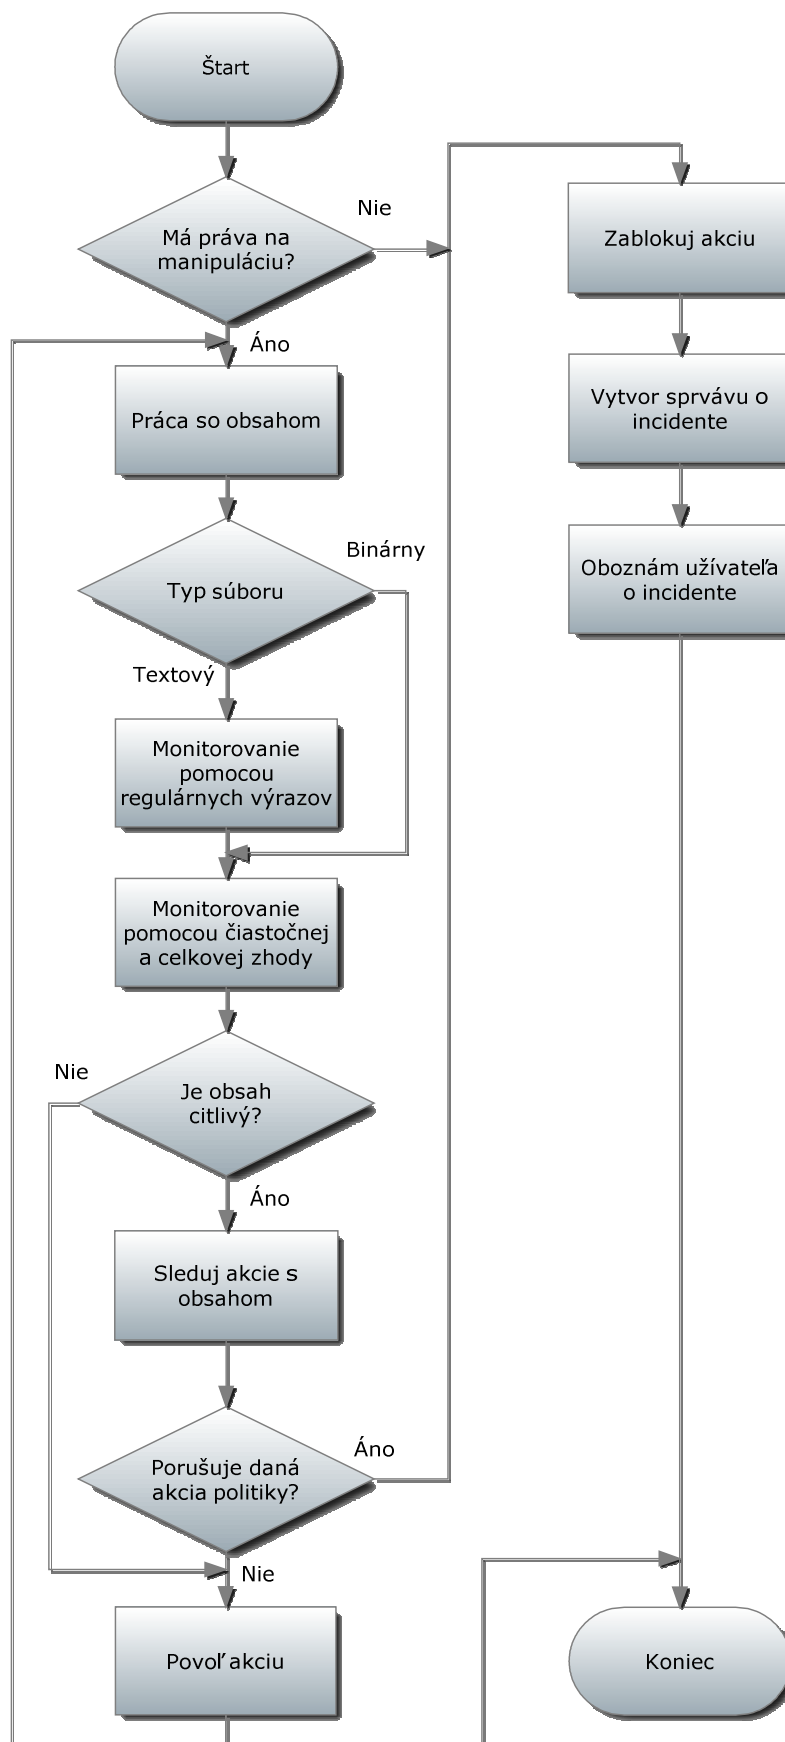 Štart
Má práva na
manipuláciu?
Nie
Áno
Práca so obsahom
Typ súboru
Binárny
Textový
Monitorovanie
pomocou
regulárnych výrazov
Monitorovanie
pomocou čiastočnej
a celkovej zhody
Je obsah
citlivý?
Nie
Áno
Sleduj akcie s
obsahom
Porušuje daná
akcia politiky?
Áno
Nie
Povoľ akciu
Zablokuj akciu
Vytvor sprvávu o
incidente
Oboznám užívateľa
o incidente
Koniec